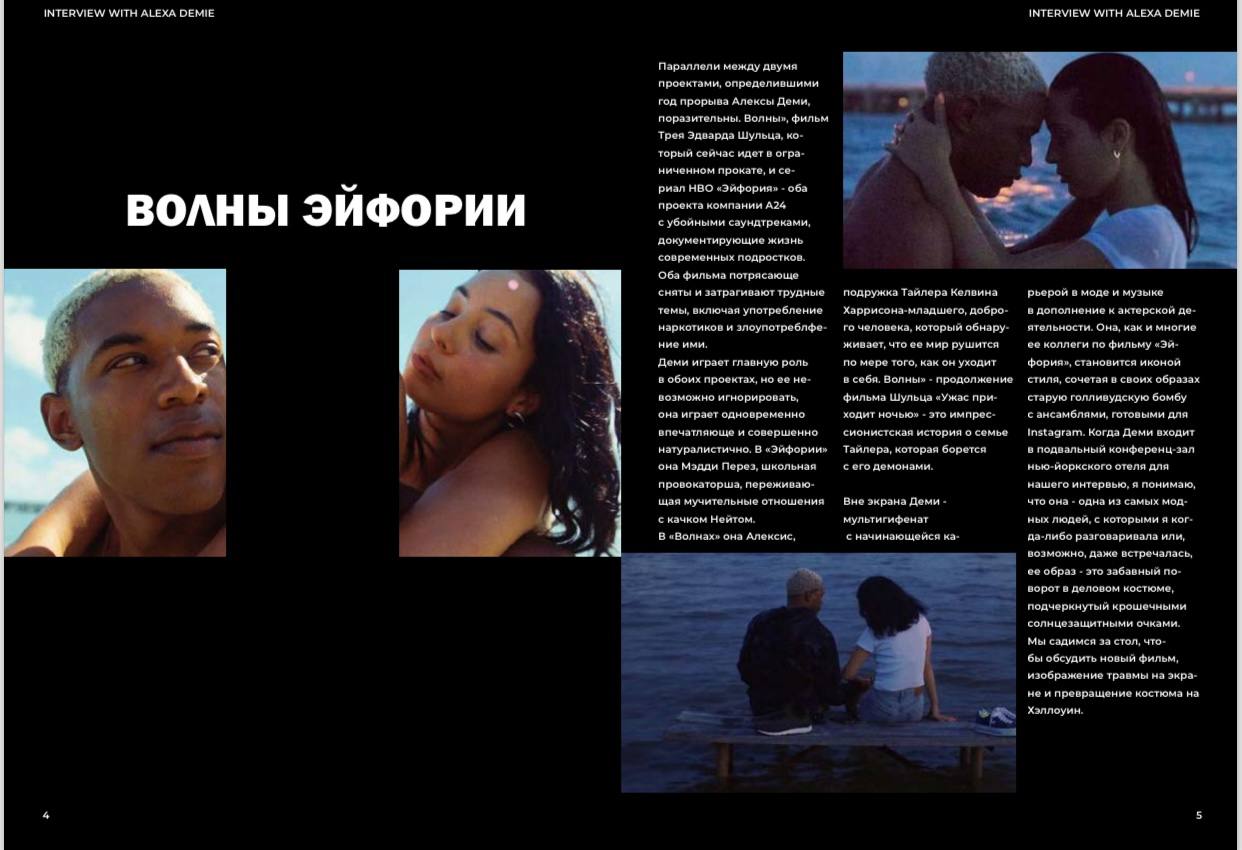 INTERVIEW WITH ALEXA DEMIE
INTERVIEW WITH ALEXA DEMIE
ВОЛНЫ ЭЙФОРИИ
Параллели между двумя
проектами, определившими
год прорыва Алексы Деми,
поразительны. Волны», фильм
Трея Эдварда Шульца, ко-
торый сейчас идет в огра-
ниченном прокате, и се-
риал HBO «Эйфория» - оба
проекта компании A24
с убойными саундтреками,
документирующие жизнь
современных подростков.
Оба фильма потрясающе
сняты и затрагивают трудные
темы, включая употребление
наркотиков и злоупотреблфе-
ние ими.
Деми играет главную роль
в обоих проектах, но ее не-
возможно игнорировать,
она играет одновременно
впечатляюще и совершенно
натуралистично. В «Эйфории»
она Мэдди Перез, школьная
провокаторша, переживаю-
щая мучительные отношения
с качком Нейтом.
В «Волнах» она Алексис,
подружка Тайлера Келвина
Харрисона-младшего, добро-
го человека, который обнару-
живает, что ее мир рушится
по мере того, как он уходит
в себя. Волны» - продолжение
фильма Шульца «Ужас при-
ходит ночью» - это импрес-
сионистская история о семье
Тайлера, которая борется
с его демонами.
Вне экрана Деми -
мультигифенат
с начинающейся ка-
рьерой в моде и музыке
в дополнение к актерской де-
ятельности. Она, как и многие
ее коллеги по фильму «Эй-
фория», становится иконой
стиля, сочетая в своих образах
старую голливудскую бомбу
с ансамблями, готовыми для
Instagram. Когда Деми входит
в подвальный конференц-зал
нью-йоркского отеля для
нашего интервью, я понимаю,
что она - одна из самых мод-
ных людей, с которыми я ког-
да-либо разговаривала или,
возможно, даже встречалась,
ее образ - это забавный по-
ворот в деловом костюме,
подчеркнутый крошечными
солнцезащитными очками.
Мы садимся за стол, что-
бы обсудить новый фильм,
изображение травмы на экра-
не и превращение костюма на
Хэллоуин.
4
5